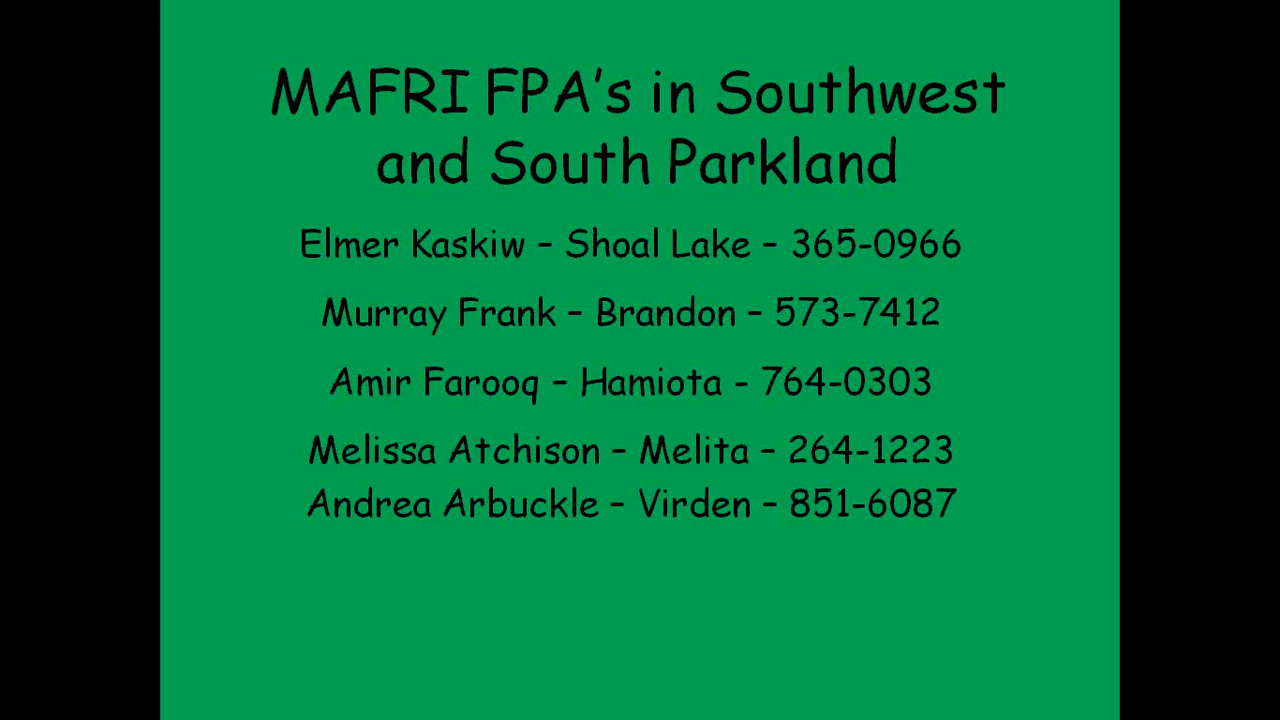 MAFRI FPA's in Southwest
and South Parkland
Elmer Kaskiw – Shoal Lake – 365-0966
Murray Frank – Brandon – 573-7412
Amir Farooq – Hamiota - 764-0303
Melissa Atchison – Melita – 264-1223
Andrea Arbuckle – Virden – 851-6087